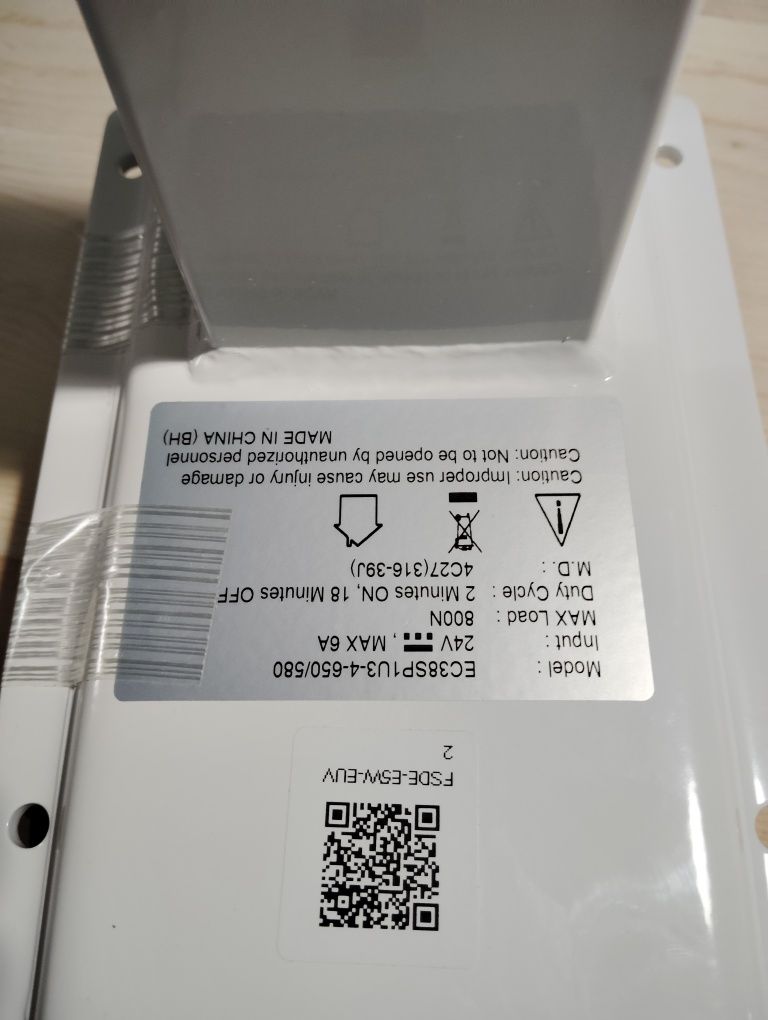 Model : EC38SP1U3-4-650/580
Input : 24V ⎓ , MAX 6A
MAX Load : 800N
Duty Cycle : 2 Minutes ON, 18 Minutes OFF
M.D. : 4C27(316-39J)
Caution: Improper use may cause injury or damage
Caution: Not to be opened by unauthorized personnel
MADE IN CHINA (BH)
FSDE-E5W-EUV
2